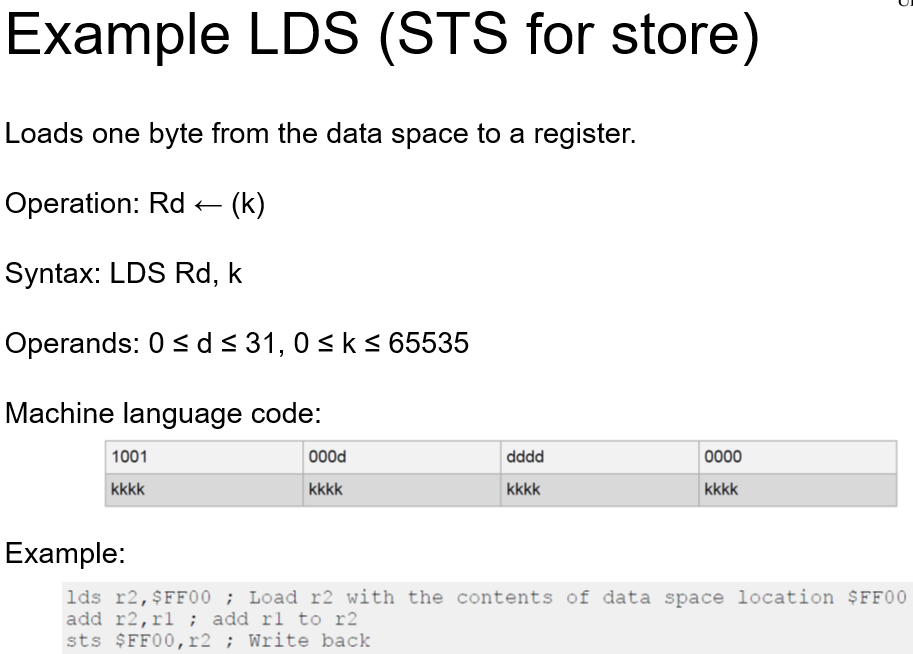 Example LDS (STS for store)
Loads one byte from the data space to a register.
Operation: Rd ← (k)
Syntax: LDS Rd, k
Operands: 0 ≤ d ≤ 31, 0 ≤ k ≤ 65535
Machine language code:
1001 000d dddd 0000
kkkk kkkk kkkk kkkk
Example:
lds r2,$FF00 ; Load r2 with the contents of data space location $FF00
add r2,r1 ; add r1 to r2
sts $FF00,r2 ; Write back